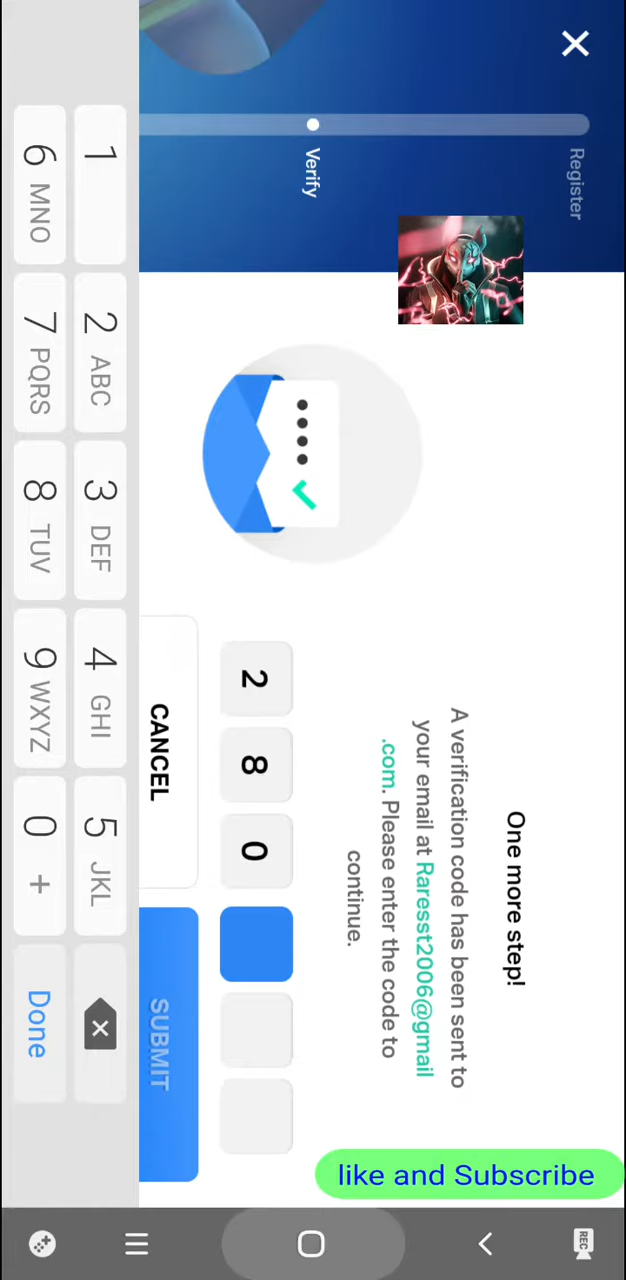 Register
Verify
One more step!
A verification code has been sent to
your email at Raresst2006@gmail
.com. Please enter the code to
continue.
2 8 0
CANCEL
SUBMIT
1
2 ABC
3 DEF
4 GHI
5 JKL
6 MNO
7 PQRS
8 TUV
9 WXYZ
0 +
Done
like and Subscribe
REC